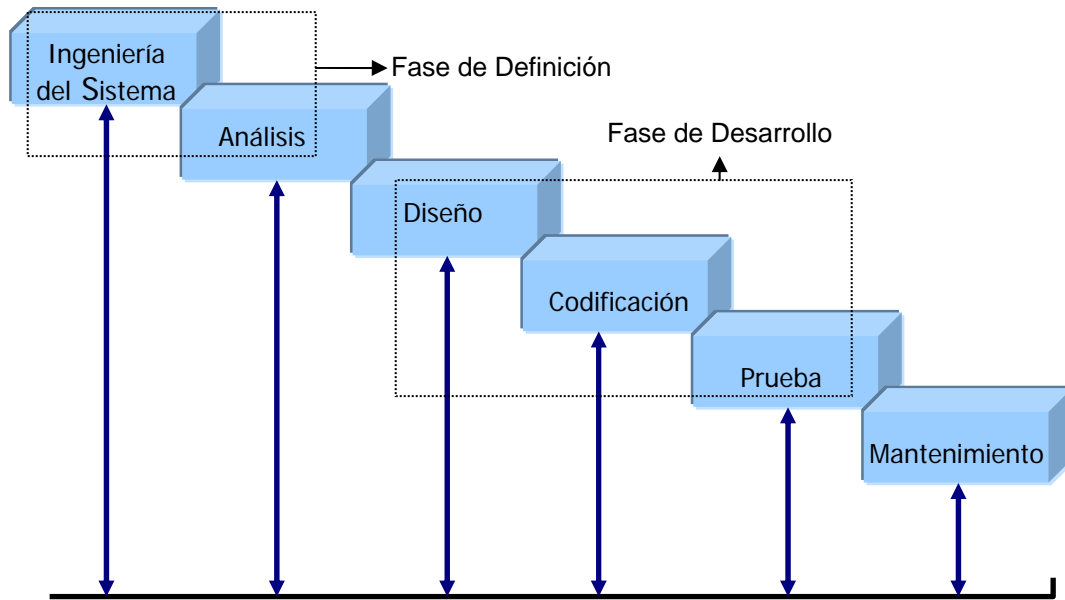 Ingeniería
del Sistema
Fase de Definición
Análisis
Fase de Desarrollo
Diseño
Codificación
Prueba
Mantenimiento